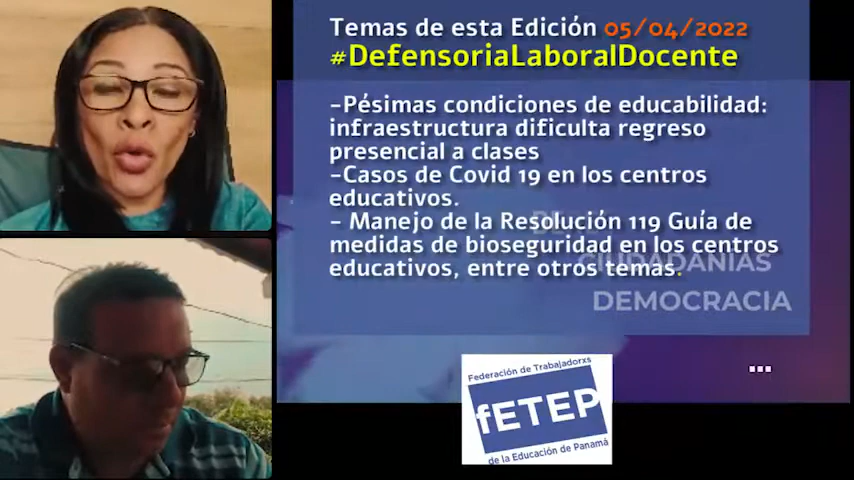 Temas de esta Edición 05/04/2022
#DefensoriaLaboralDocente
-Pésimas condiciones de educabilidad:
infraestructura dificulta regreso
presencial a clases
-Casos de Covid 19 en los centros
educativos.
- Manejo de la Resolución 119 Guía de
medidas de bioseguridad en los centros
educativos, entre otros temas.
CIUDADANIAS
DEMOCRACIA
Federación de Trabajadorxs
fETEP
de la Educación de Panamá